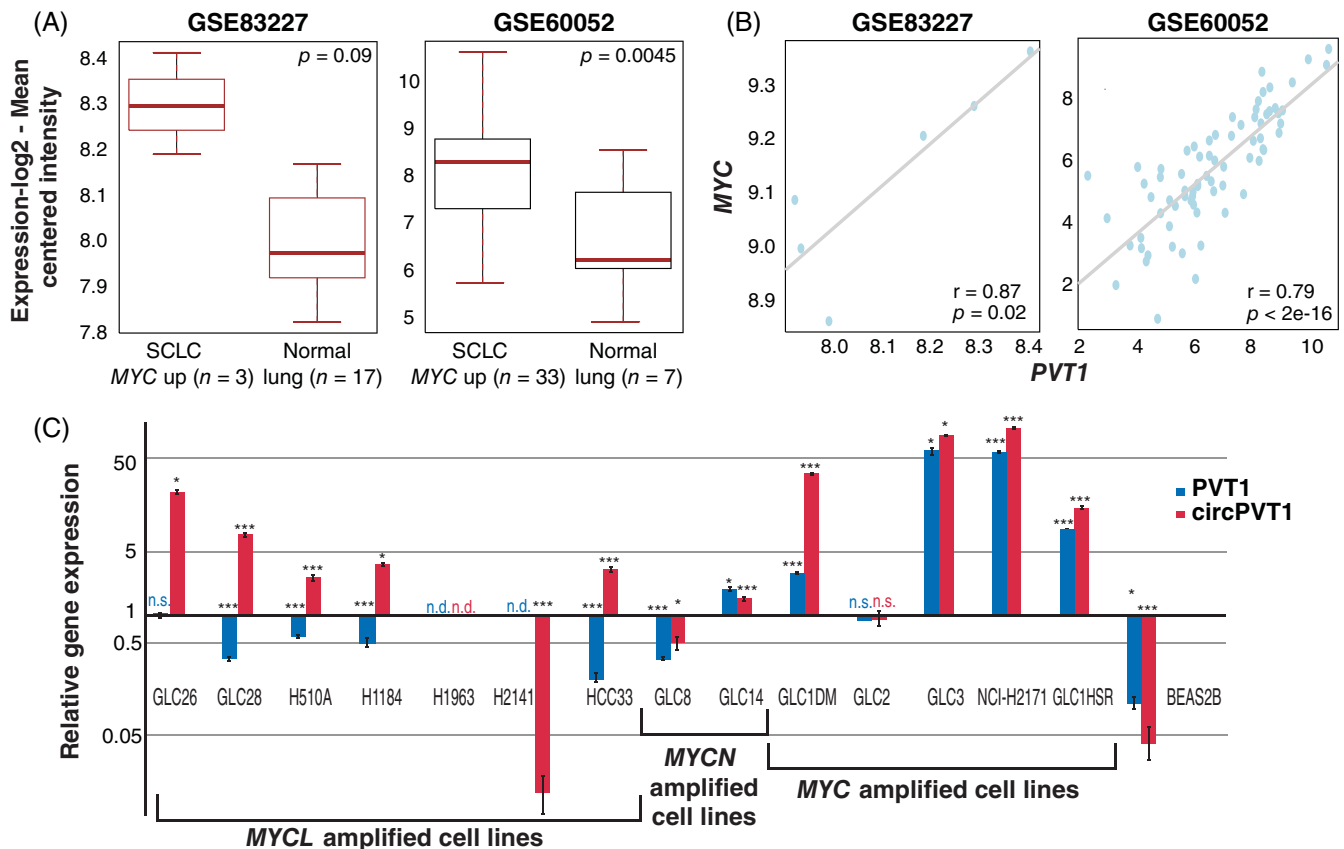 (A)
GSE83227
GSE60052
Expression-log2 - Mean
centered intensity
8.4
8.3
8.2
8.1
8.0
7.9
7.8
p = 0.09
10
9
8
7
6
5
p = 0.0045
SCLC
MYC up (n = 3)
Normal
lung (n = 17)
SCLC
MYC up (n = 33)
Normal
lung (n = 7)
(B)
GSE83227
GSE60052
MYC
9.3
9.2
9.1
9.0
8.9
r = 0.87
p = 0.02
8.0 8.1 8.2 8.3 8.4
8
6
4
2
r = 0.79
p < 2e-16
2 4 6 8 10
PVT1
(C)
Relative gene expression
50
5
1
0.5
0.05
PVT1
circPVT1
n.s. *
*** ***
*** ***
*** *
n.d. n.d.
n.d. ***
*** ***
*** *
* ***
*** ***
n.s. n.s.
* *
*** ***
*** ***
* ***
GLC26 GLC28 H510A H1184 H1963 H2141 HCC33 GLC8 GLC14 GLC1DM GLC2 GLC3 NCI-H2171 GLC1HSR BEAS2B
MYCL amplified cell lines
MYCN
amplified
cell lines
MYC amplified cell lines